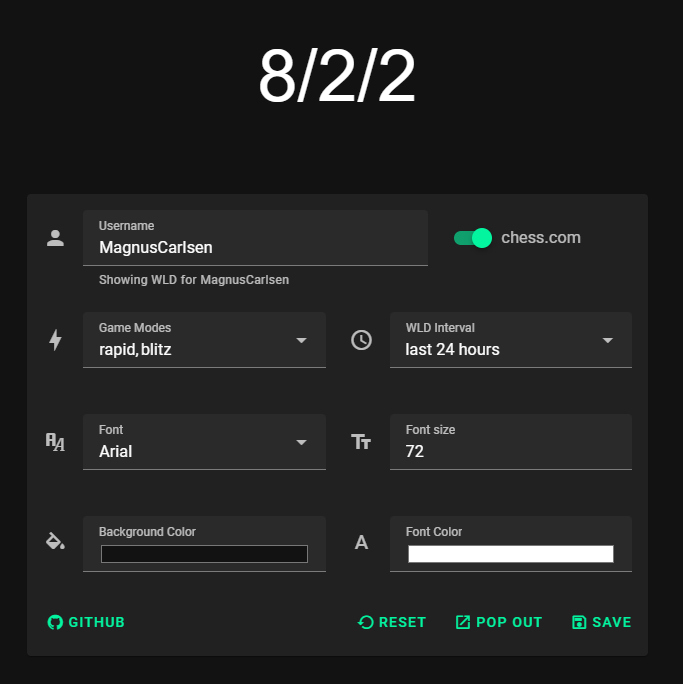 8/2/2
Username
MagnusCarlsen
chess.com
Showing WLD for MagnusCarlsen
Game Modes
rapid, blitz
WLD Interval
last 24 hours
Font
Arial
Font size
72
Background Color
Font Color
GITHUB
RESET
POP OUT
SAVE